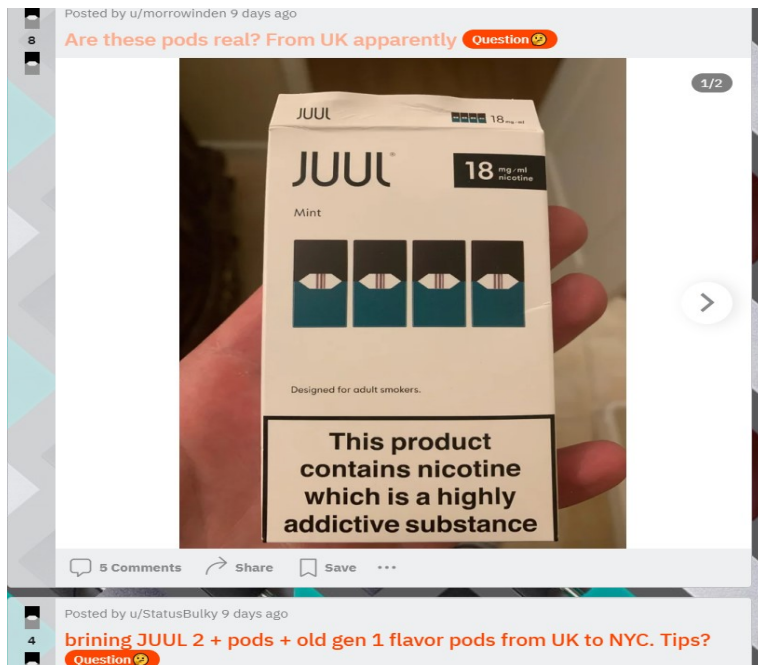 Posted by u/morrowinden 9 days ago
8
Are these pods real? From UK apparently Question
1/2
JUUL 18 mg/ml
JUUL® 18 mg/ml nicotine
Mint
Designed for adult smokers.
This product
contains nicotine
which is a highly
addictive substance
5 Comments Share Save
Posted by u/StatusBulky 9 days ago
4
brining JUUL 2 + pods + old gen 1 flavor pods from UK to NYC. Tips?
Question